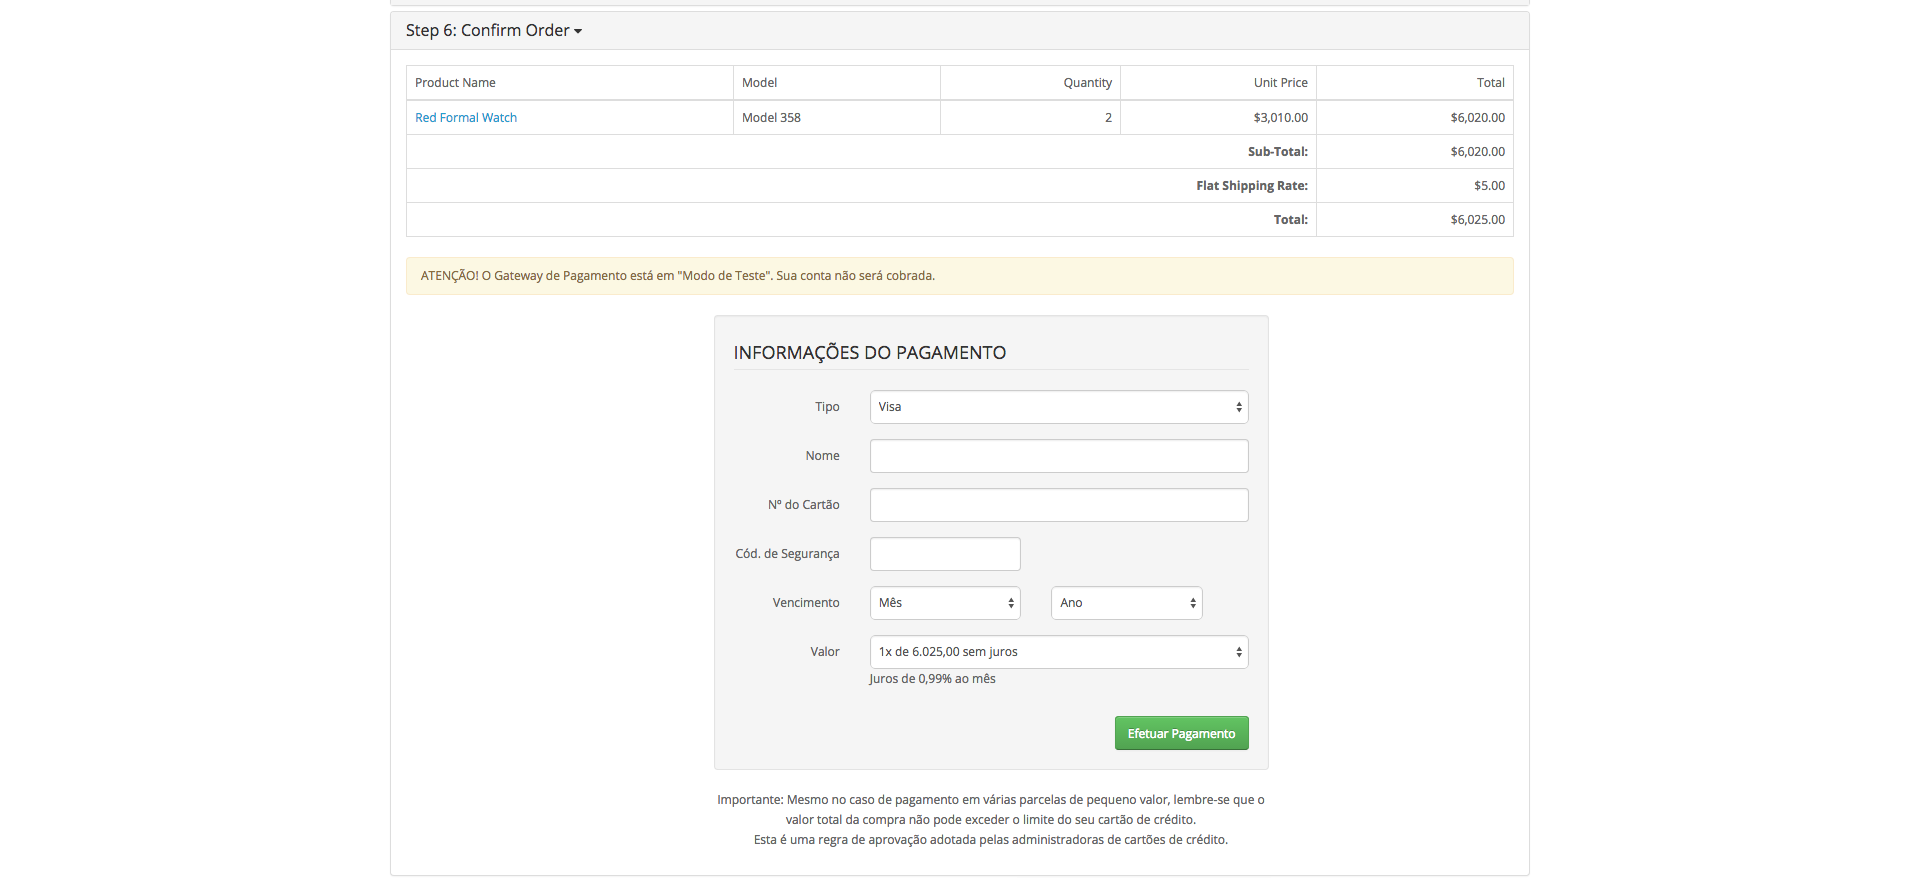 Step 6: Confirm Order
Product Name Model Quantity Unit Price Total
Red Formal Watch Model 358 2 $3,010.00 $6,020.00
Sub-Total: $6,020.00
Flat Shipping Rate: $5.00
Total: $6,025.00
ATENÇÃO! O Gateway de Pagamento está em "Modo de Teste". Sua conta não será cobrada.
INFORMAÇÕES DO PAGAMENTO
Tipo Visa
Nome
Nº do Cartão
Cód. de Segurança
Vencimento Mês Ano
Valor 1x de 6.025,00 sem juros
Juros de 0,99% ao mês
Efetuar Pagamento
Importante: Mesmo no caso de pagamento em várias parcelas de pequeno valor, lembre-se que o
valor total da compra não pode exceder o limite do seu cartão de crédito.
Esta é uma regra de aprovação adotada pelas administradoras de cartões de crédito.